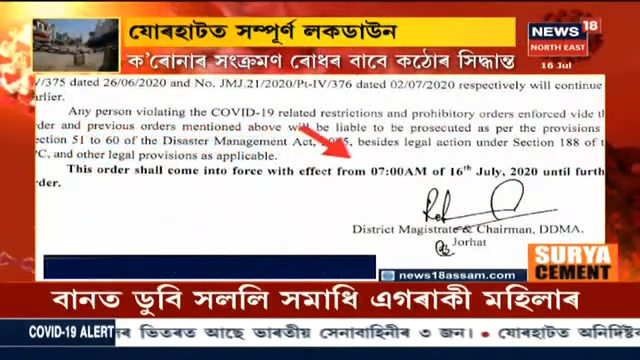 যোৰহাটত সম্পূৰ্ণ লকডাউন
ক'ৰোনাৰ সংক্ৰমণ ৰোধৰ বাবে কঠোৰ সিদ্ধান্ত
NEWS 18
NORTH EAST
16 Jul
V/375 dated 26/06/2020 and No. JMJ.21/2020/Pt-IV/376 dated 02/07/2020 respectively will continue
arlier.
Any person violating the COVID-19 related restrictions and prohibitory orders enforced vide th
rder and previous orders mentioned above will be liable to be prosecuted as per the provisions
ection 51 to 60 of the Disaster Management Act, besides legal action under Section 188 of t
PC, and other legal provisions as applicable.
This order shall come into force with effect from 07:00AM of 16th July, 2020 until furth
rder.
District Magistrate & Chairman, DDMA,
Jorhat
SURYA
CEMENT
news18assam.com
বানত ডুবি সললি সমাধি এগৰাকী মহিলাৰ
COVID-19 ALERT ৰ ভিতৰত আছে ভাৰতীয় সেনাবাহিনীৰ ৩ জন। • যোৰহাটত অনিৰ্দিষ্ট